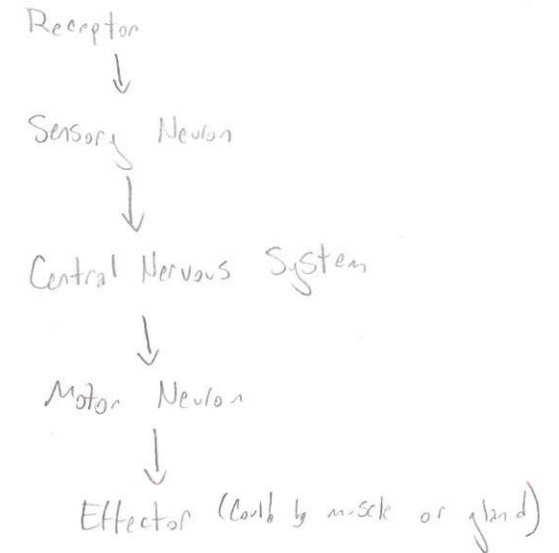 Receptor
↓
Sensory Neuron
↓
Central Nervous System
↓
Motor Neuron
↓
Effector (Could be muscle or gland)